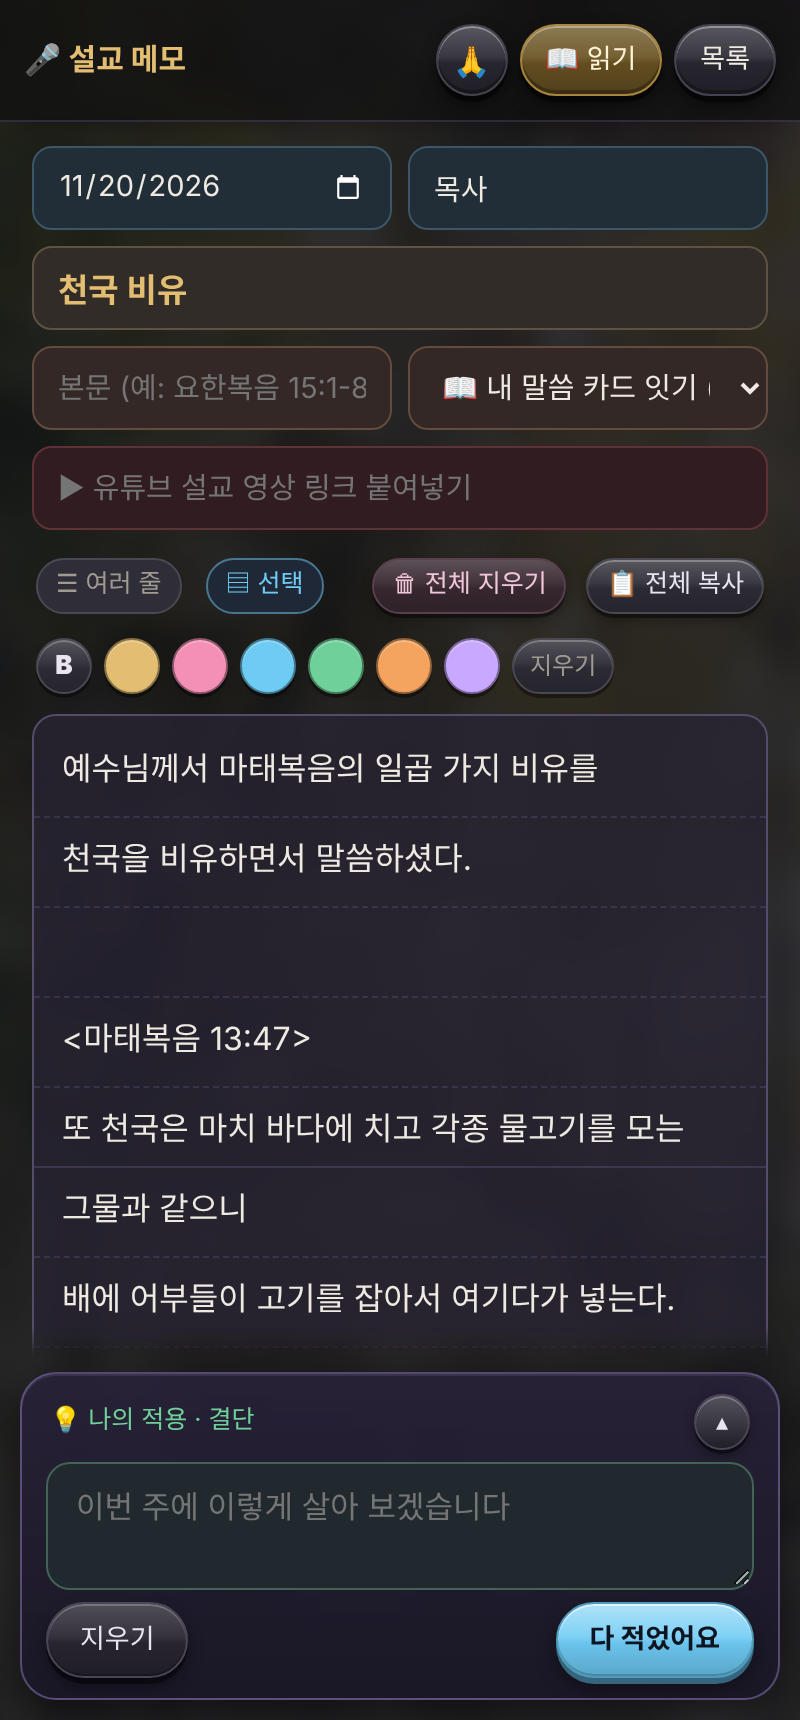 🎤 설교 메모
🙏 📖 읽기 목록
11/20/2026 목사
천국 비유
본문 (예: 요한복음 15:1-8 📖 내 말씀 카드 잇기 (
▶ 유튜브 설교 영상 링크 붙여넣기
☰ 여러 줄 ▤ 선택 🗑 전체 지우기 📋 전체 복사
B 지우기
예수님께서 마태복음의 일곱 가지 비유를
천국을 비유하면서 말씀하셨다.
<마태복음 13:47>
또 천국은 마치 바다에 치고 각종 물고기를 모는
그물과 같으니
배에 어부들이 고기를 잡아서 여기다가 넣는다.
💡 나의 적용 · 결단 ▲
이번 주에 이렇게 살아 보겠습니다
지우기 다 적었어요